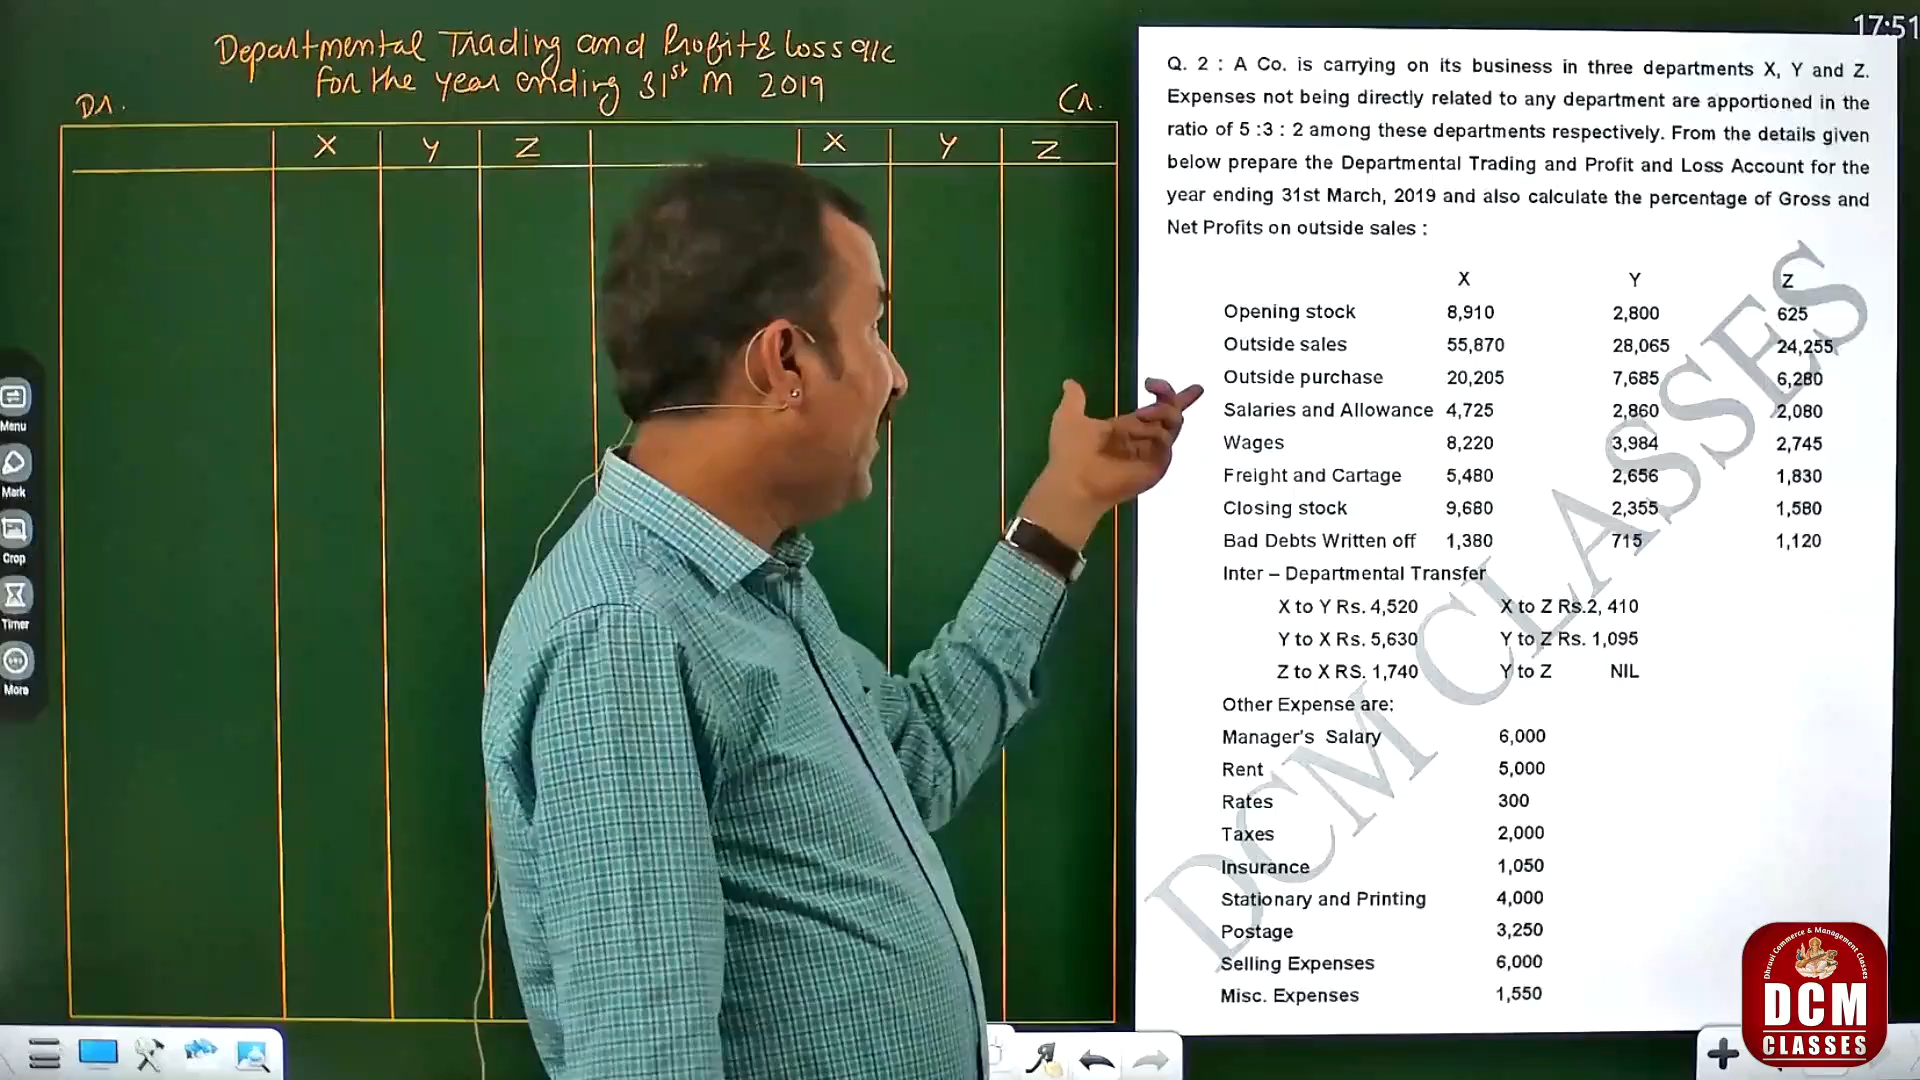 Departmental Trading and Profit & Loss a/c
for the year ending 31st M 2019
Dr.
Cr.
X Y Z X Y Z
17:51
Q. 2 : A Co. is carrying on its business in three departments X, Y and Z.
Expenses not being directly related to any department are apportioned in the
ratio of 5 :3 : 2 among these departments respectively. From the details given
below prepare the Departmental Trading and Profit and Loss Account for the
year ending 31st March, 2019 and also calculate the percentage of Gross and
Net Profits on outside sales :
X Y Z
Opening stock 8,910 2,800 625
Outside sales 55,870 28,065 24,255
Outside purchase 20,205 7,685 6,280
Salaries and Allowance 4,725 2,860 2,080
Wages 8,220 3,984 2,745
Freight and Cartage 5,480 2,656 1,830
Closing stock 9,680 2,355 1,580
Bad Debts Written off 1,380 715 1,120
Inter – Departmental Transfer
X to Y Rs. 4,520 X to Z Rs.2, 410
Y to X Rs. 5,630 Y to Z Rs. 1,095
Z to X RS. 1,740 Y to Z NIL
Other Expense are:
Manager's Salary 6,000
Rent 5,000
Rates 300
Taxes 2,000
Insurance 1,050
Stationary and Printing 4,000
Postage 3,250
Selling Expenses 6,000
Misc. Expenses 1,550
DCM CLASSES
Menu
Mark
Crop
Timer
More
Dhruvi Commerce & Management Classes
DCM
CLASSES